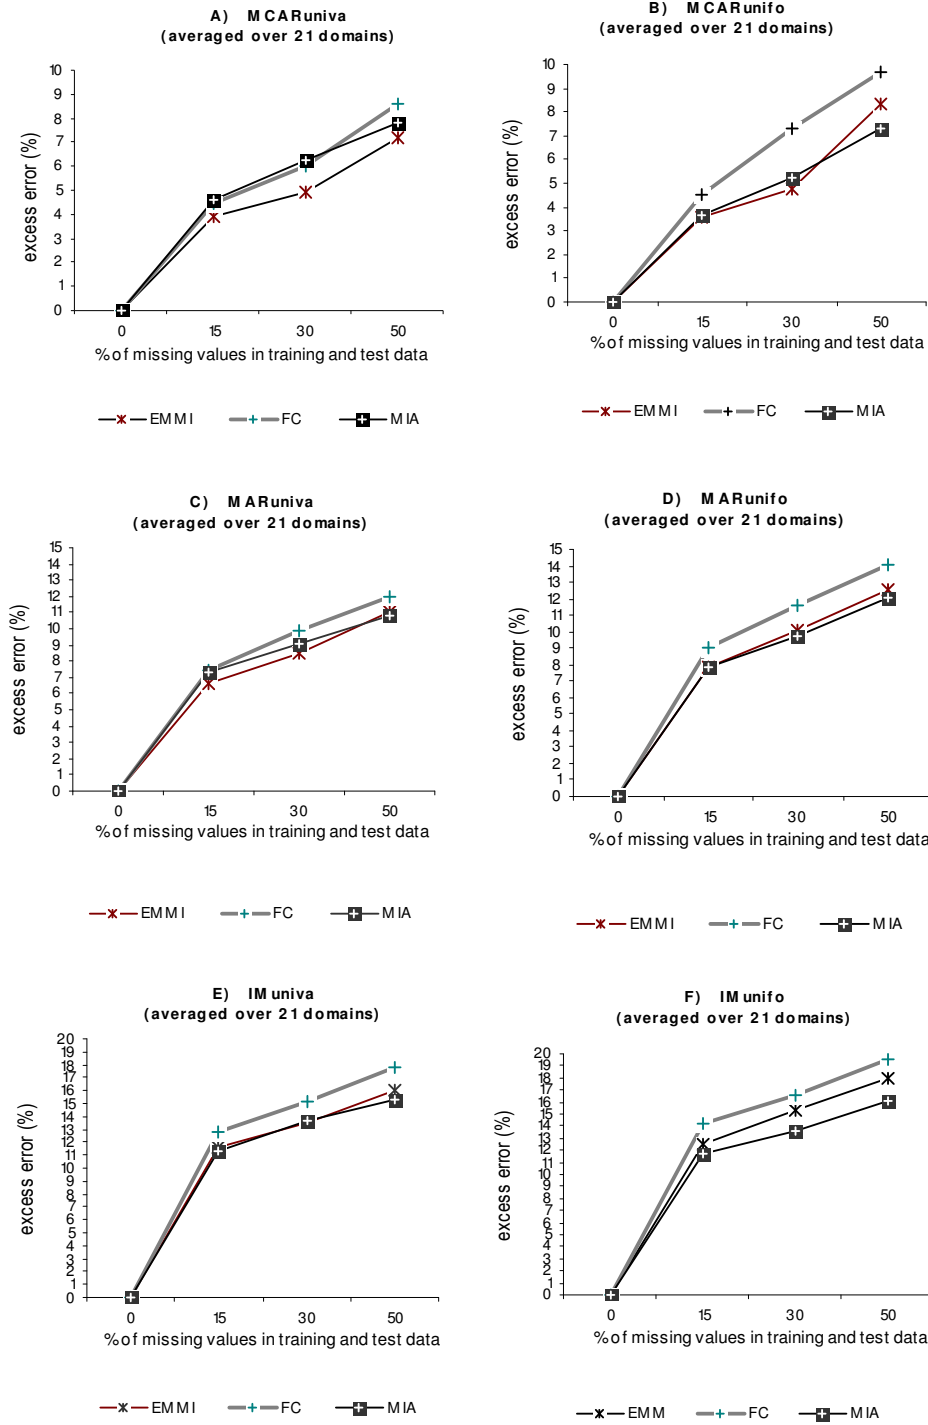 A) MCARuniva
(averaged over 21 domains)
10
9
8
7
6
5
4
3
2
1
0
excess error (%)
0 15 30 50
% of missing values in training and test data
EMMI FC MIA
B) MCARunifo
(averaged over 21 domains)
10
9
8
7
6
5
4
3
2
1
0
excess error (%)
0 15 30 50
% of missing values in training and test data
EMMI FC MIA
C) MARuniva
(averaged over 21 domains)
15
14
13
12
11
10
9
8
7
6
5
4
3
2
1
0
excess error (%)
0 15 30 50
% of missing values in training and test data
EMMI FC MIA
D) MARunifo
(averaged over 21 domains)
15
14
13
12
11
10
9
8
7
6
5
4
3
2
1
0
excess error (%)
0 15 30 50
% of missing values in training and test data
EMMI FC MIA
E) IMuniva
(averaged over 21 domains)
20
19
18
17
16
15
14
13
12
11
10
9
8
7
6
5
4
3
2
1
0
excess error (%)
0 15 30 50
% of missing values in training and test data
EMMI FC MIA
F) IMunifo
(averaged over 21 domains)
20
19
18
17
16
15
14
13
12
11
10
9
8
7
6
5
4
3
2
1
0
excess error (%)
0 15 30 50
% of missing values in training and test data
EMM FC MIA